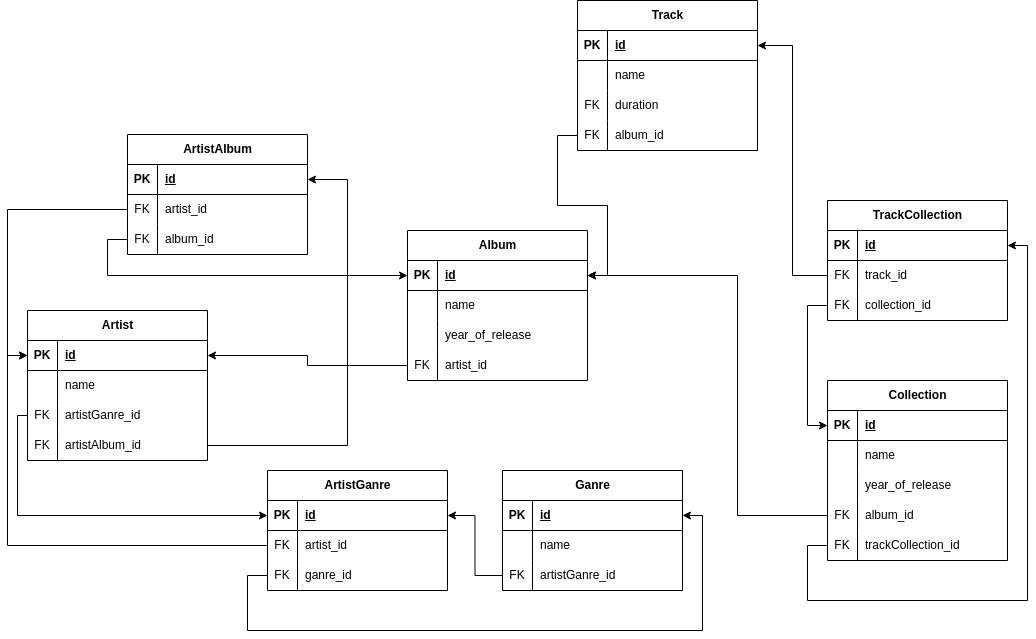 Track
PK id
name
FK duration
FK album_id
ArtistAlbum
PK id
FK artist_id
FK album_id
TrackCollection
PK id
FK track_id
FK collection_id
Album
PK id
name
year_of_release
FK artist_id
Artist
PK id
name
FK artistGanre_id
FK artistAlbum_id
Collection
PK id
name
year_of_release
FK album_id
FK trackCollection_id
ArtistGanre
PK id
FK artist_id
FK ganre_id
Ganre
PK id
name
FK artistGanre_id